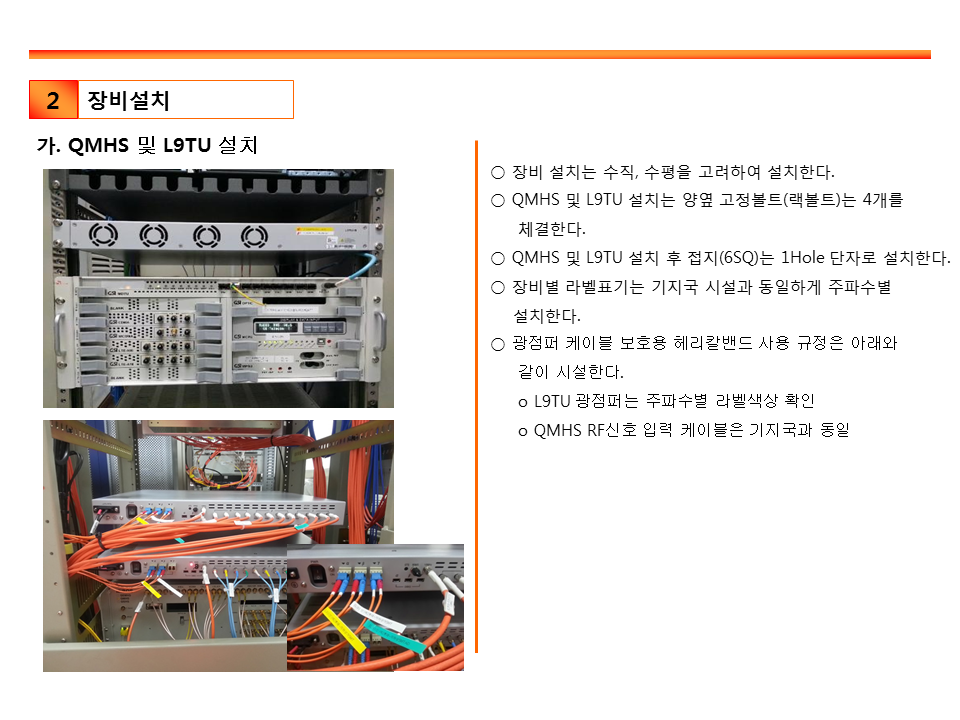 2 장비설치
가. QMHS 및 L9TU 설치
○ 장비 설치는 수직, 수평을 고려하여 설치한다.
○ QMHS 및 L9TU 설치는 양옆 고정볼트(랙볼트)는 4개를
체결한다.
○ QMHS 및 L9TU 설치 후 접지(6SQ)는 1Hole 단자로 설치한다.
○ 장비별 라벨표기는 기지국 시설과 동일하게 주파수별
설치한다.
○ 광점퍼 케이블 보호용 헤리칼밴드 사용 규정은 아래와
같이 시설한다.
o L9TU 광점퍼는 주파수별 라벨색상 확인
o QMHS RF신호 입력 케이블은 기지국과 동일